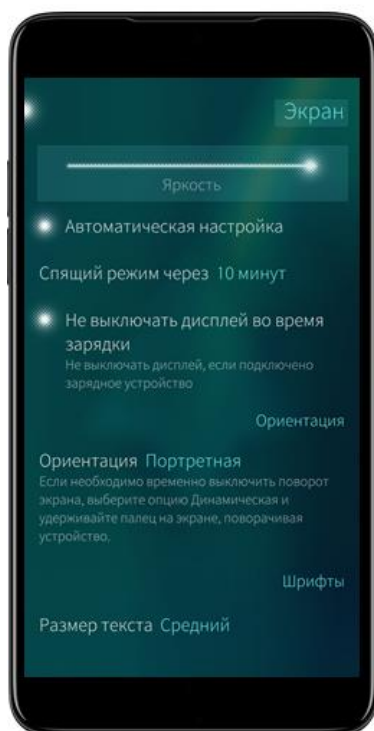 Экран
Яркость
Автоматическая настройка
Спящий режим через 10 минут
Не выключать дисплей во время
зарядки
Не выключать дисплей, если подключено
зарядное устройство
Ориентация
Ориентация Портретная
Если необходимо временно выключить поворот
экрана, выберите опцию Динамическая и
удерживайте палец на экране, поворачивая
устройство.
Шрифты
Размер текста Средний